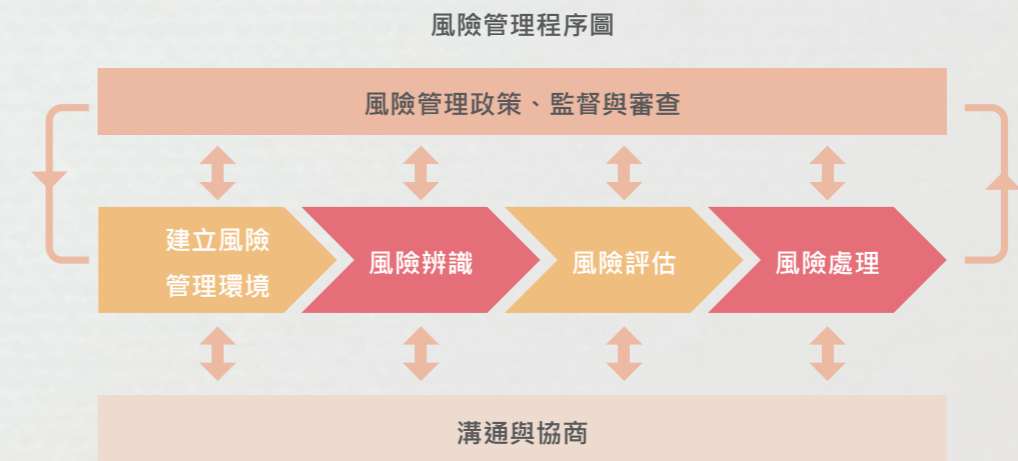 風險管理程序圖
風險管理政策、監督與審查
建立風險
管理環境
風險辨識
風險評估
風險處理
溝通與協商